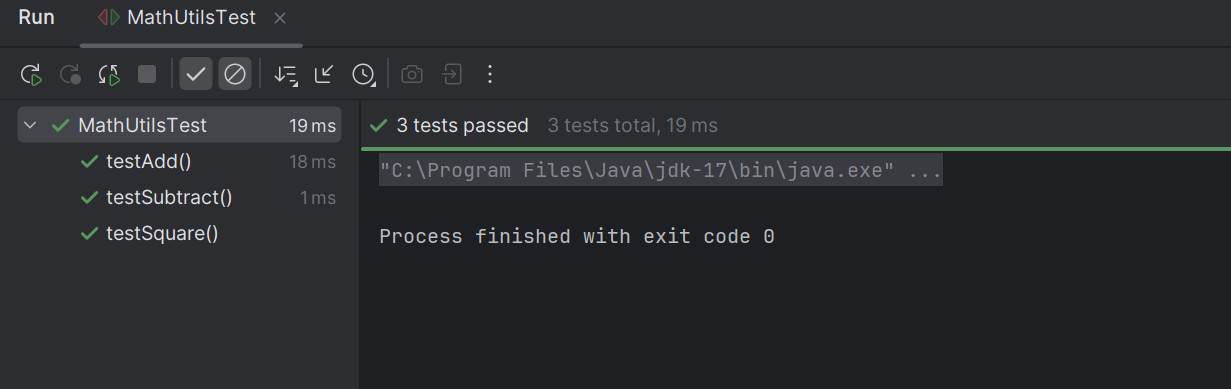 Run MathUtilsTest
MathUtilsTest 19 ms
testAdd() 18 ms
testSubtract() 1 ms
testSquare()
3 tests passed 3 tests total, 19 ms
"C:\Program Files\Java\jdk-17\bin\java.exe" ...
Process finished with exit code 0